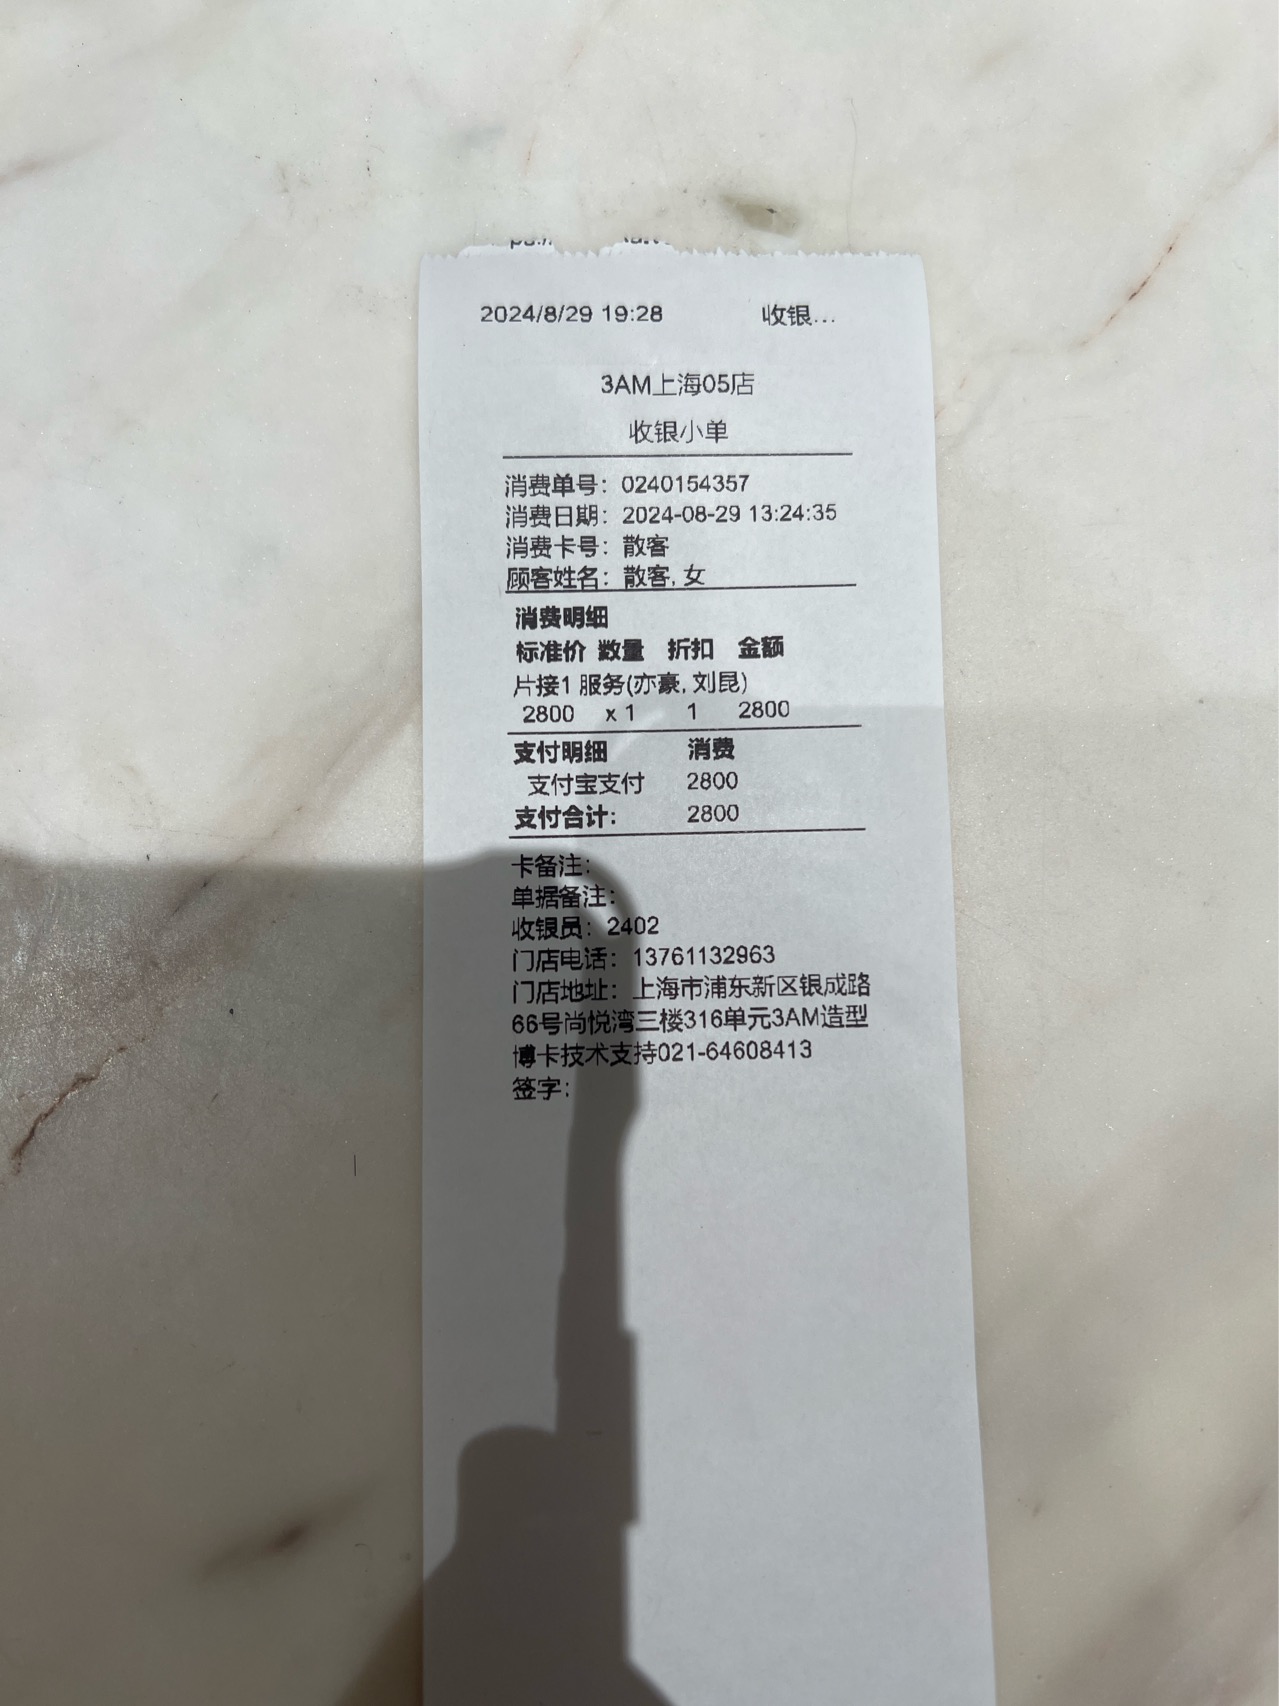 2024/8/29 19:28 收银...
3AM上海05店
收银小单
消费单号：0240154357
消费日期：2024-08-29 13:24:35
消费卡号：散客
顾客姓名：散客, 女
消费明细
标准价 数量 折扣 金额
片接1 服务(亦豪, 刘昆)
2800 x 1 1 2800
支付明细 消费
支付宝支付 2800
支付合计: 2800
卡备注:
单据备注:
收银员: 2402
门店电话: 13761132963
门店地址: 上海市浦东新区银成路
66号尚悦湾三楼316单元3AM造型
博卡技术支持021-64608413
签字: